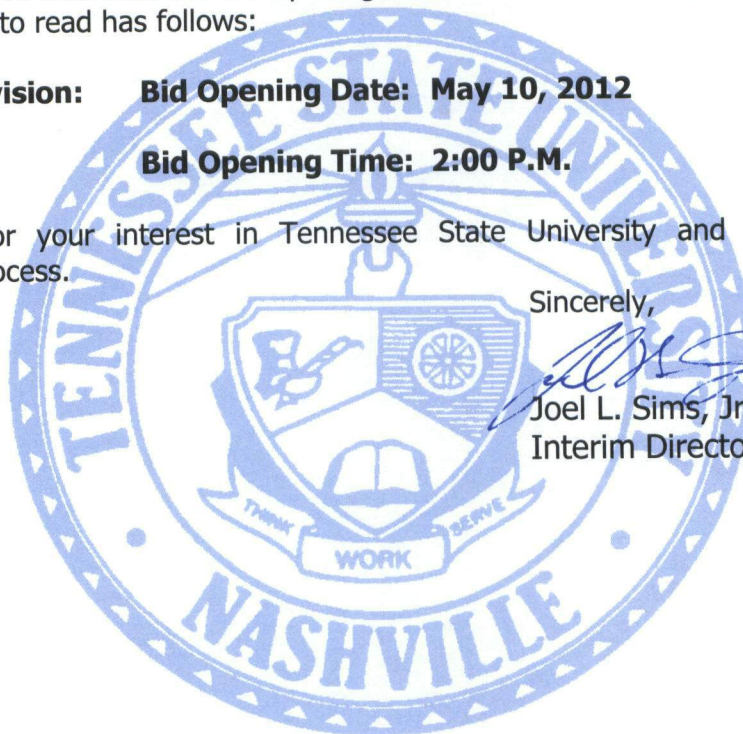 to read has follows:
vision: Bid Opening Date: May 10, 2012
Bid Opening Time: 2:00 P.M.
or your interest in Tennessee State University and
ocess.
Sincerely,
Joel L. Sims, Jr
Interim Directo
TENNESSEE STATE UNIVERSITY
THINK WORK SERVE
NASHVILLE